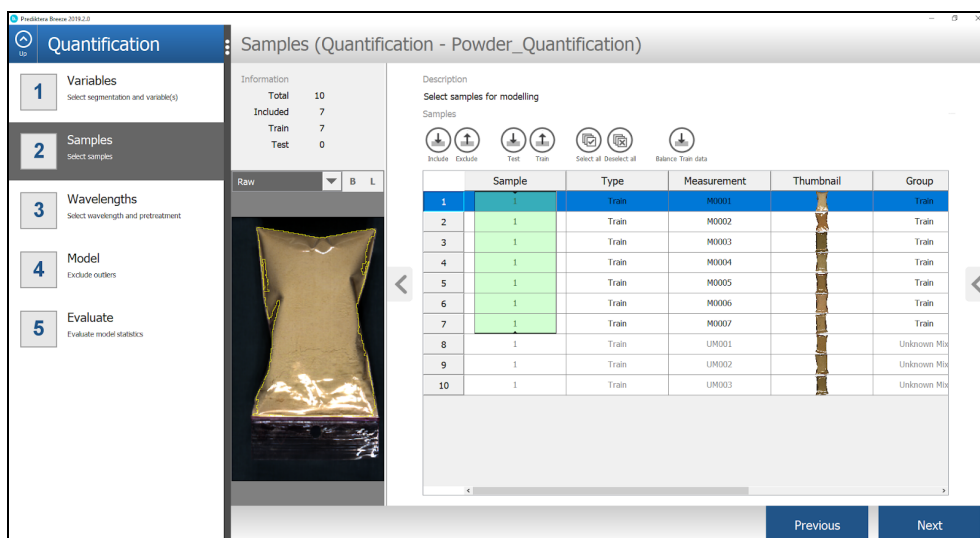 Prediktera Breeze 2019.2.0
Up
Quantification
Samples (Quantification - Powder_Quantification)
1
Variables
Select segmentation and variable(s)
2
Samples
Select samples
3
Wavelengths
Select wavelength and pretreatment
4
Model
Exclude outliers
5
Evaluate
Evaluate model statistics
Information
Total 10
Included 7
Train 7
Test 0
Raw B L
Description
Select samples for modelling
Samples
Include Exclude Test Train Select all Deselect all Balance Train data
Sample Type Measurement Thumbnail Group
1 1 Train M0001 Train
2 1 Train M0002 Train
3 1 Train M0003 Train
4 1 Train M0004 Train
5 1 Train M0005 Train
6 1 Train M0006 Train
7 1 Train M0007 Train
8 1 Train UM001 Unknown Mix
9 1 Train UM002 Unknown Mix
10 1 Train UM003 Unknown Mix
Previous Next